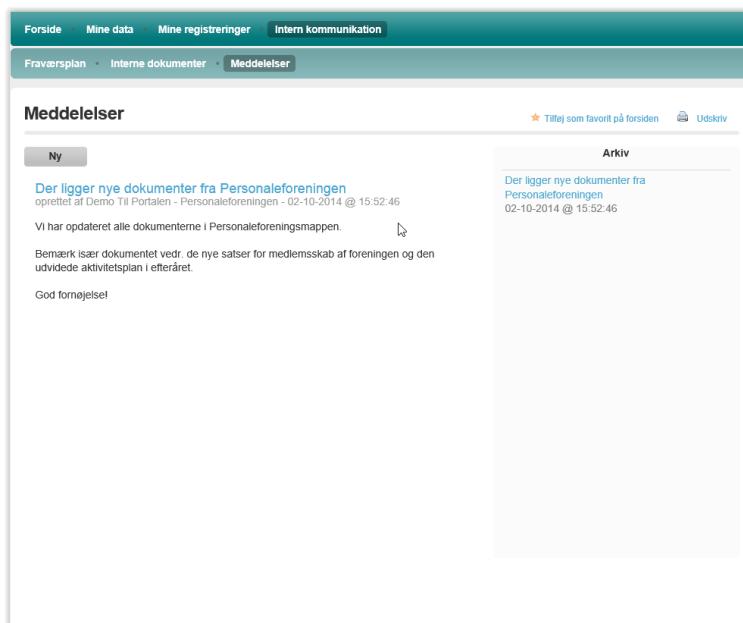 Forside • Mine data • Mine registreringer • Intern kommunikation
Fraværsplan • Interne dokumenter • Meddelelser
Meddelelser
Tilføj som favorit på forsiden Udskriv
Ny
Der ligger nye dokumenter fra Personaleforeningen
oprettet af Demo Til Portalen - Personaleforeningen - 02-10-2014 @ 15:52:46
Vi har opdateret alle dokumenterne i Personaleforeningsmappen.
Bemærk især dokumentet vedr. de nye satser for medlemsskab af foreningen og den
udvidede aktivitetsplan i efteråret.
God fornøjelse!
Arkiv
Der ligger nye dokumenter fra
Personaleforeningen
02-10-2014 @ 15:52:46